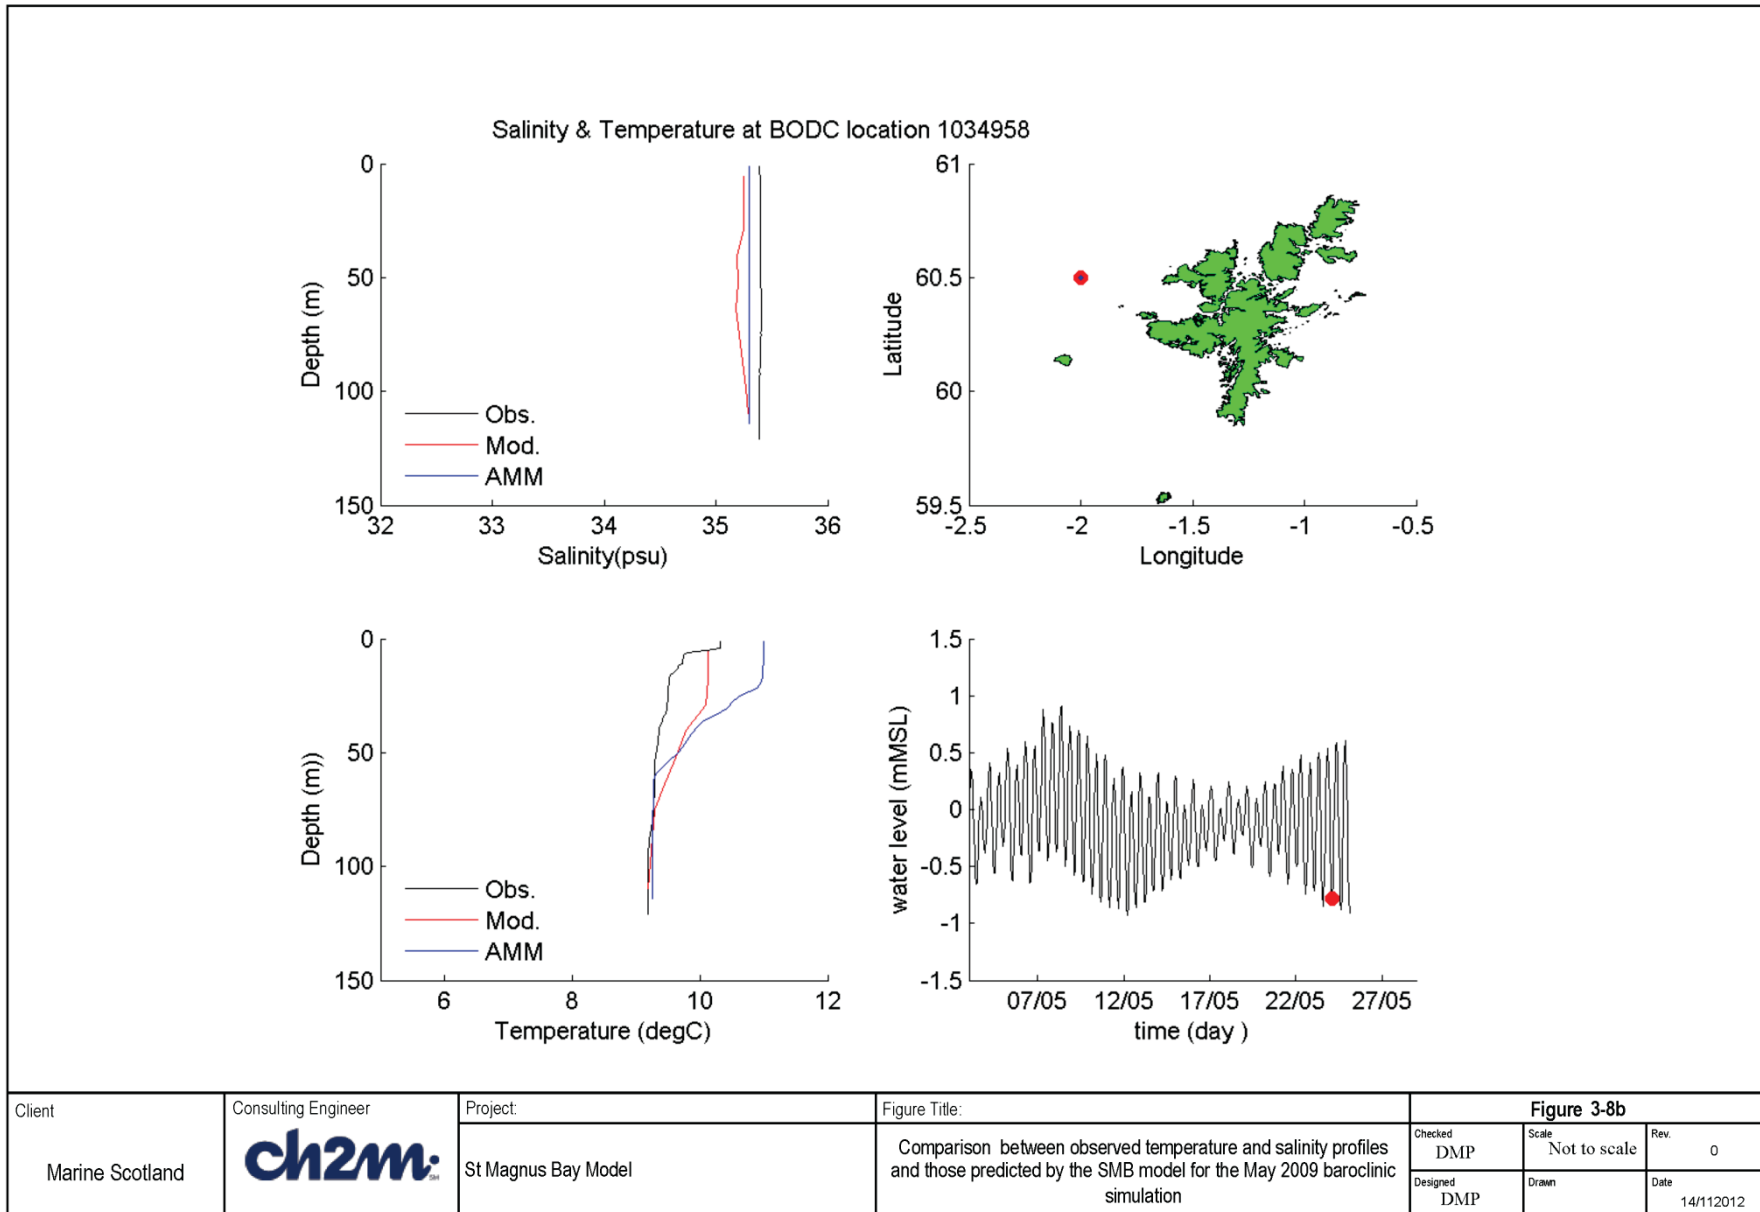 Salinity & Temperature at BODC location 1034958
0
50
100
150
Depth (m)
Obs.
Mod.
AMM
32
33
34
35
36
Salinity(psu)
61
60.5
60
59.5
Latitude
-2.5
-2
-1.5
-1
-0.5
Longitude
0
50
100
150
Depth (m))
Obs.
Mod.
AMM
6
8
10
12
Temperature (degC)
1.5
1
0.5
0
-0.5
-1
-1.5
water level (mMSL)
07/05
12/05
17/05
22/05
27/05
time (day )
Client
Marine Scotland
Consulting Engineer
ch2m:
SM
Project:
St Magnus Bay Model
Figure Title:
Comparison between observed temperature and salinity profiles
and those predicted by the SMB model for the May 2009 baroclinic
simulation
Figure 3-8b
Checked
DMP
Scale
Not to scale
Rev.
0
Designed
DMP
Drawn
Date
14/112012